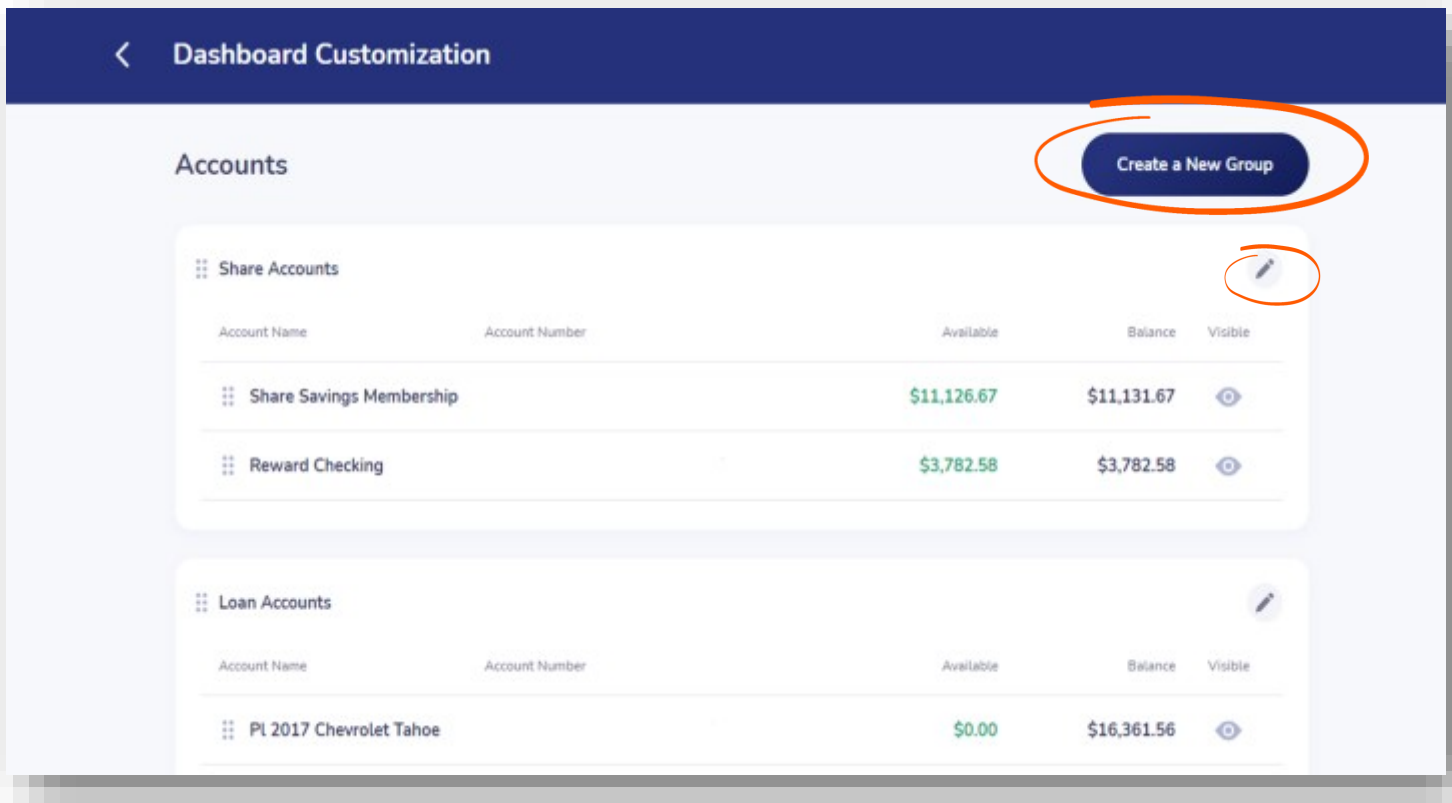 Dashboard Customization
Accounts
Create a New Group
Share Accounts
Account Name Account Number Available Balance Visible
Share Savings Membership $11,126.67 $11,131.67
Reward Checking $3,782.58 $3,782.58
Loan Accounts
Account Name Account Number Available Balance Visible
PL 2017 Chevrolet Tahoe $0.00 $16,361.56